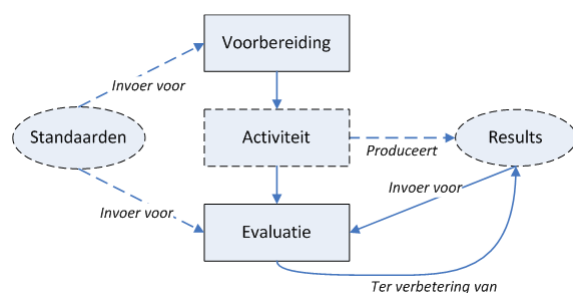 Voorbereiding
Invoer voor
Standaarden
Activiteit
Produceert
Results
Invoer voor
Invoer voor
Evaluatie
Ter verbetering van